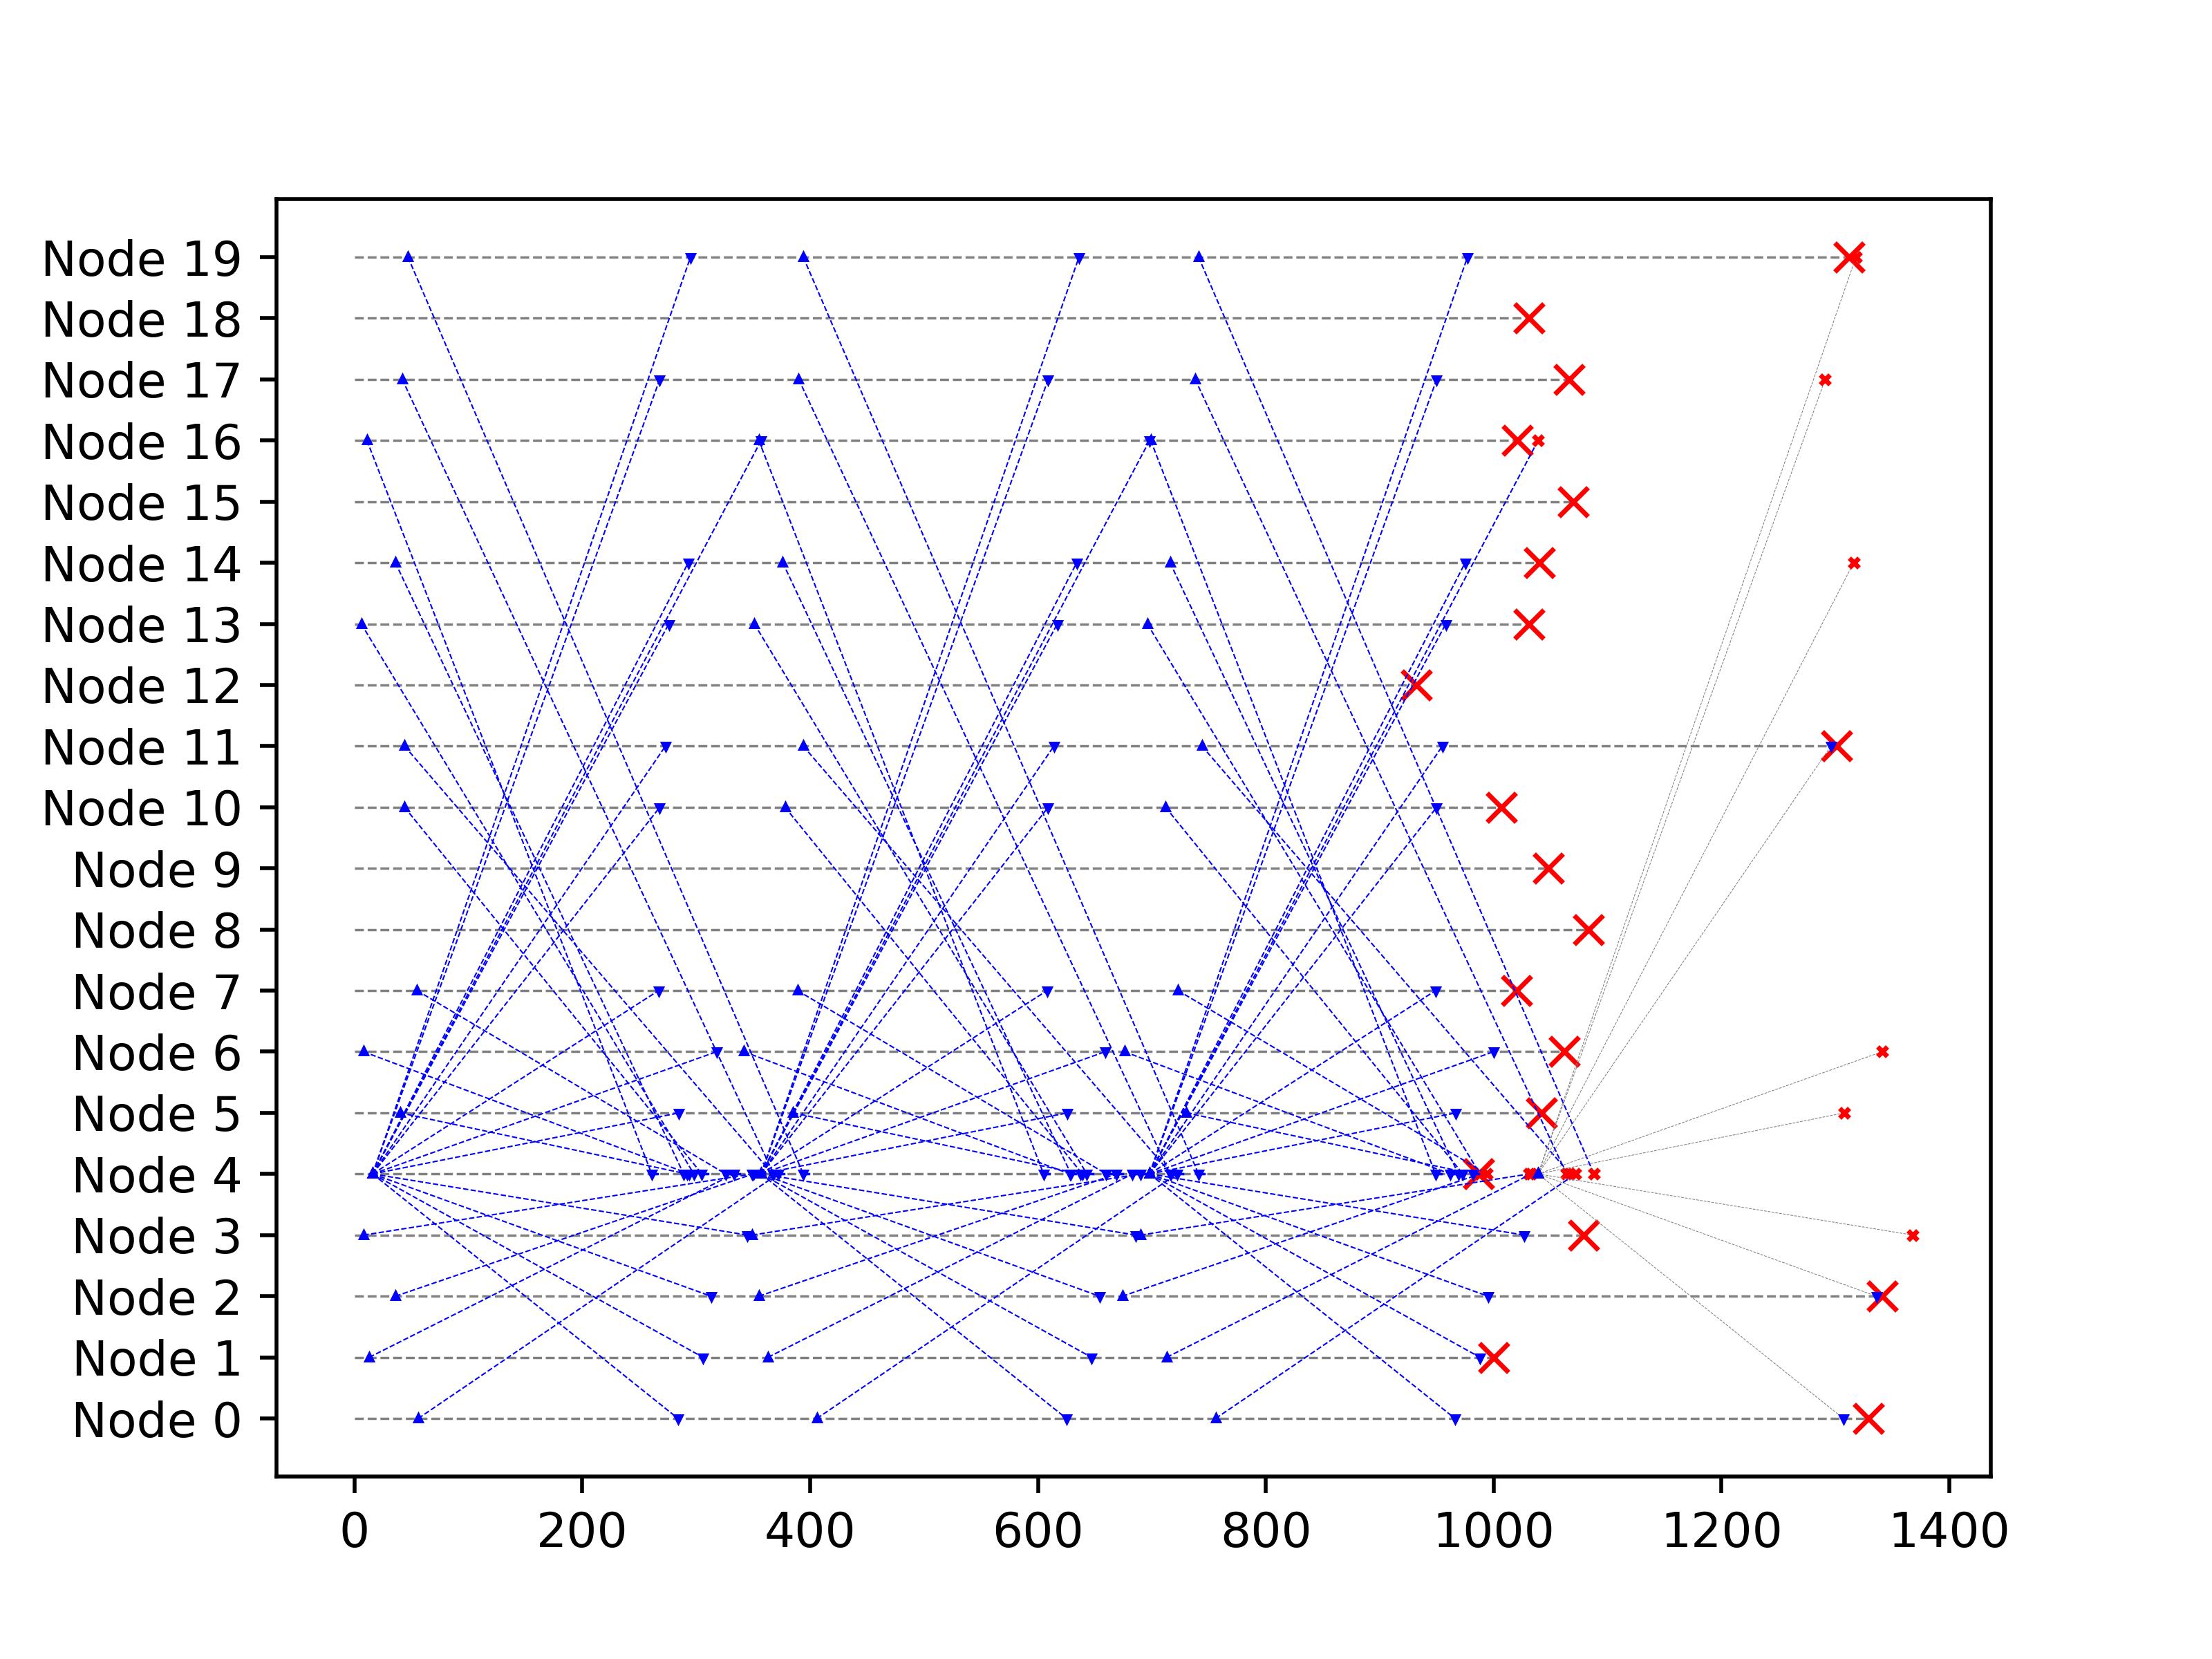 Node 19
Node 18
Node 17
Node 16
Node 15
Node 14
Node 13
Node 12
Node 11
Node 10
Node 9
Node 8
Node 7
Node 6
Node 5
Node 4
Node 3
Node 2
Node 1
Node 0
0 200 400 600 800 1000 1200 1400